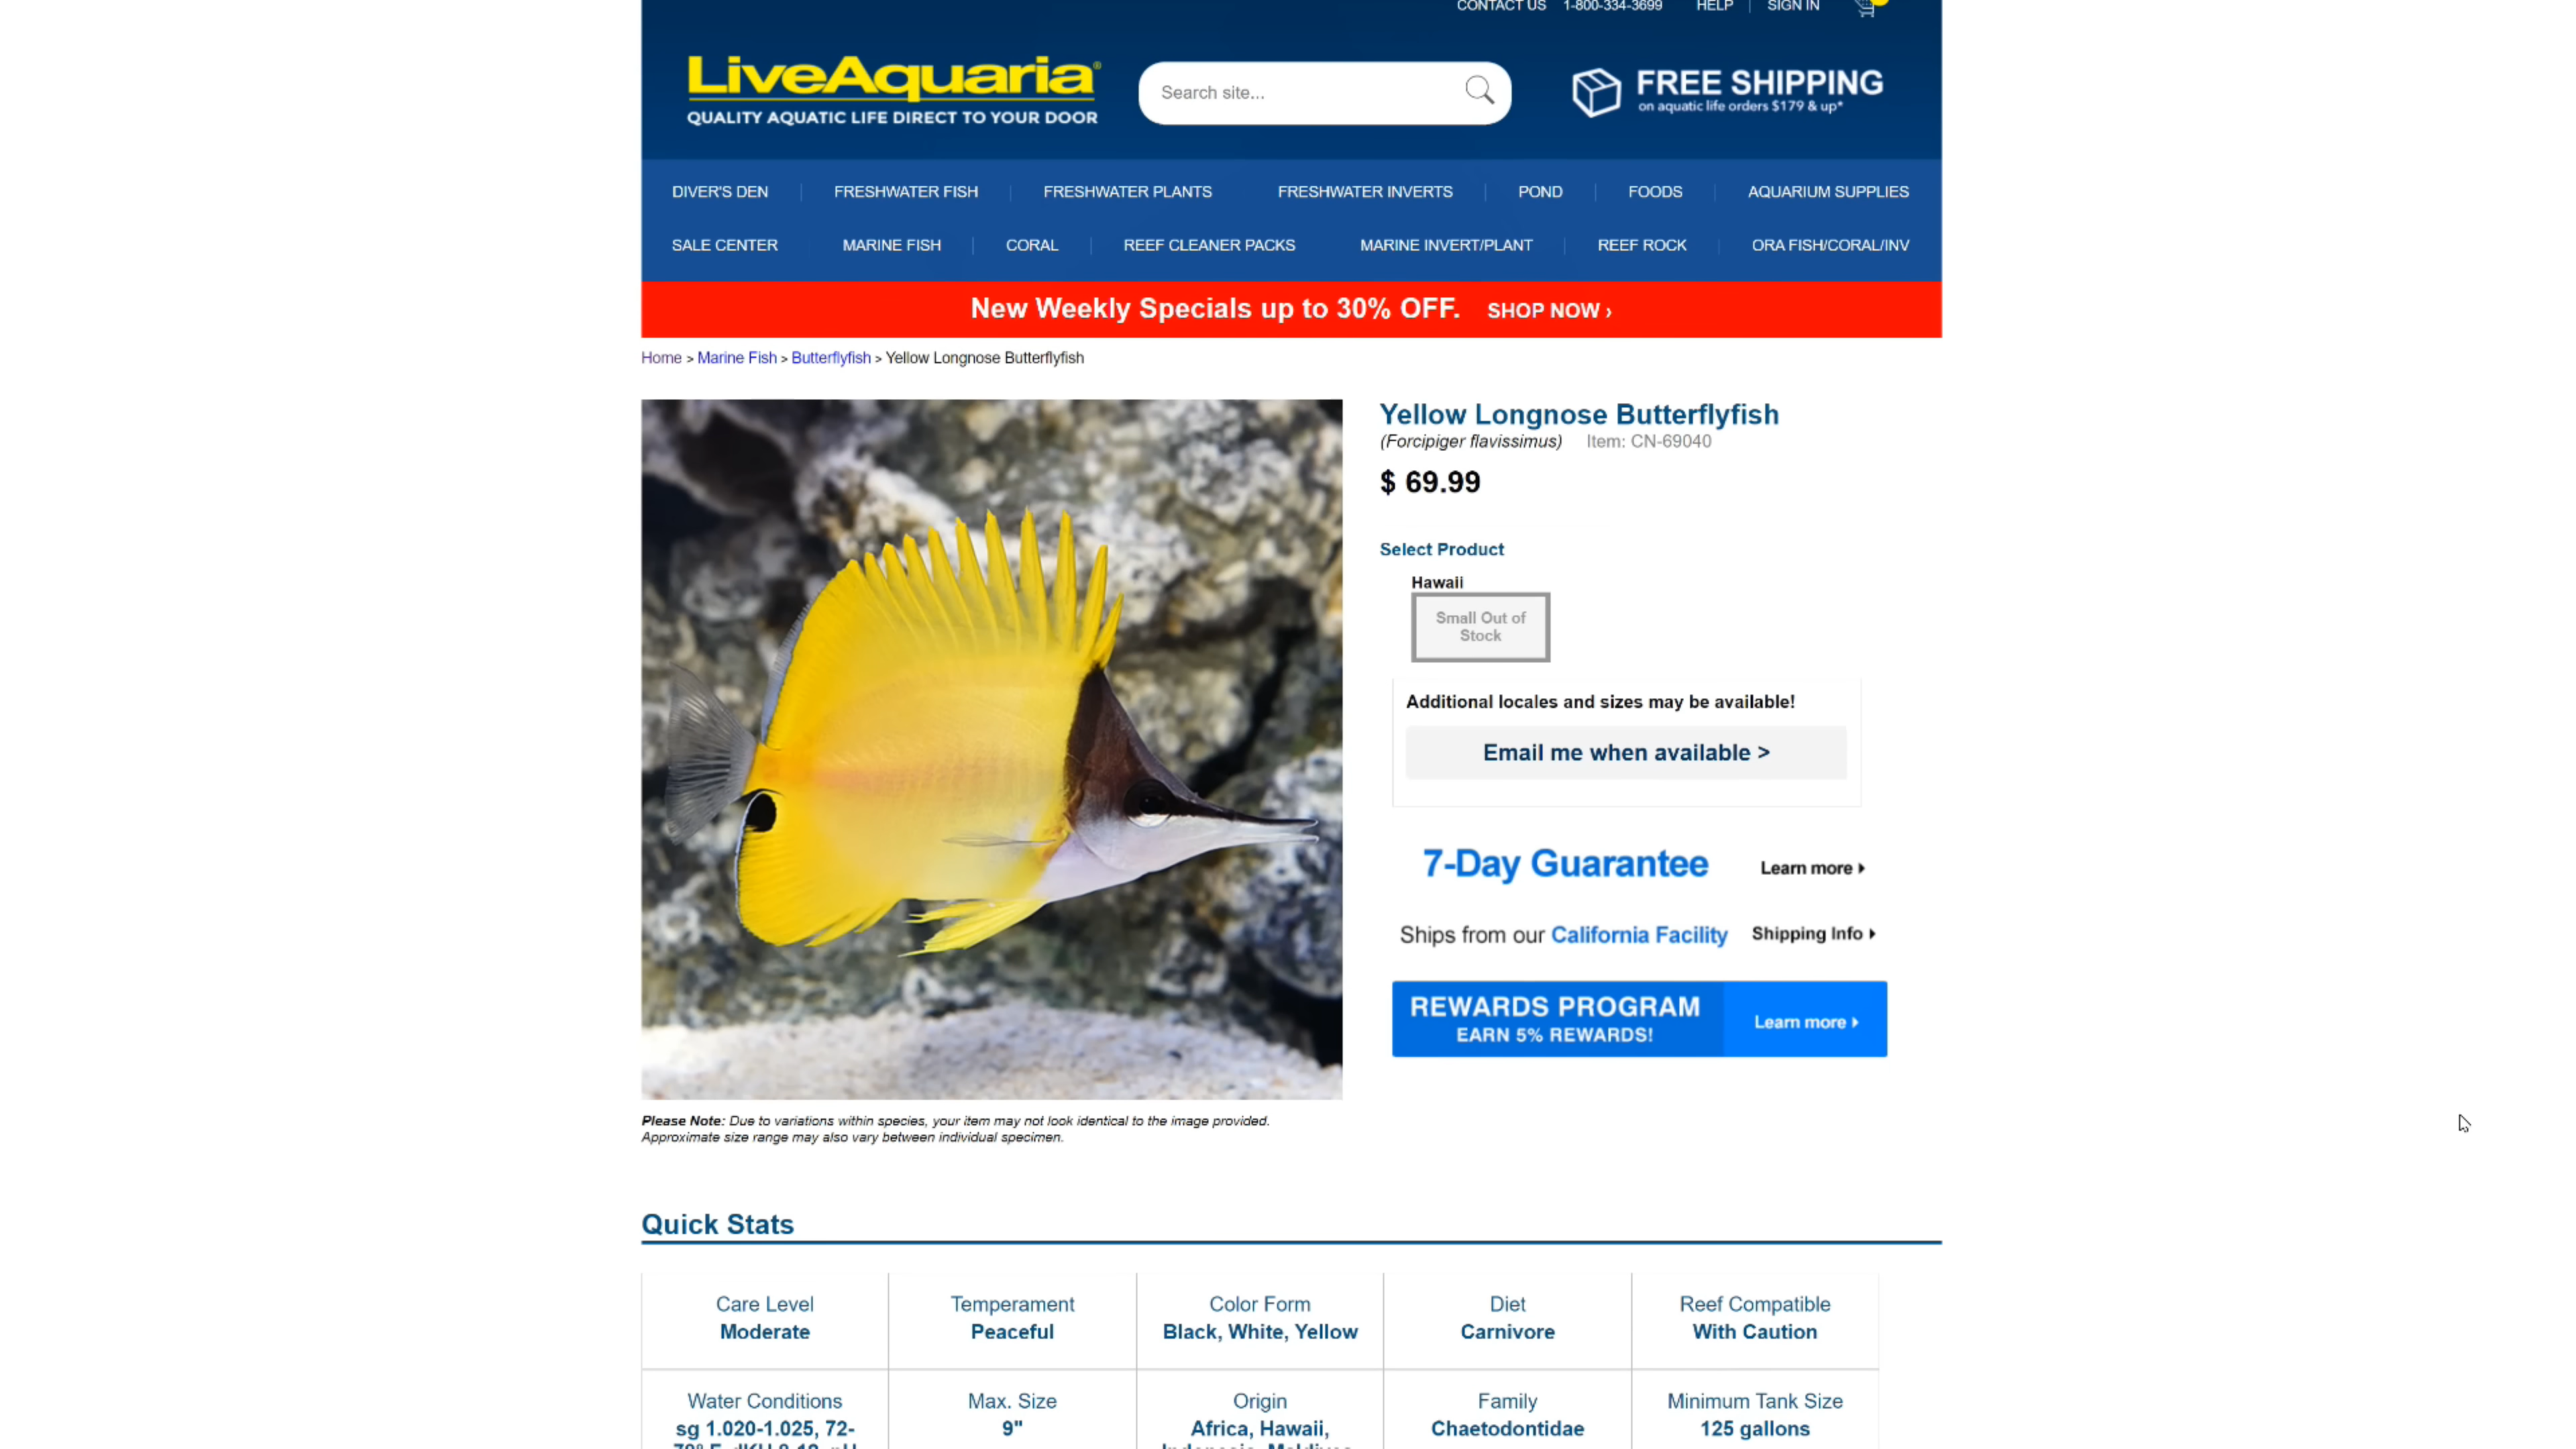 CONTACT US 1-800-334-3699 HELP SIGN IN
LiveAquaria®
QUALITY AQUATIC LIFE DIRECT TO YOUR DOOR
Search site...
FREE SHIPPING
on aquatic life orders $179 & up*
DIVER'S DEN FRESHWATER FISH FRESHWATER PLANTS FRESHWATER INVERTS POND FOODS AQUARIUM SUPPLIES
SALE CENTER MARINE FISH CORAL REEF CLEANER PACKS MARINE INVERT/PLANT REEF ROCK ORA FISH/CORAL/INV
New Weekly Specials up to 30% OFF. SHOP NOW ›
Home > Marine Fish > Butterflyfish > Yellow Longnose Butterflyfish
Yellow Longnose Butterflyfish
(Forcipiger flavissimus) Item: CN-69040
$ 69.99
Select Product
Hawaii
Small Out of
Stock
Additional locales and sizes may be available!
Email me when available >
7-Day Guarantee Learn more
Ships from our California Facility Shipping Info
REWARDS PROGRAM
EARN 5% REWARDS!
Learn more
Please Note: Due to variations within species, your item may not look identical to the image provided.
Approximate size range may also vary between individual specimen.
Quick Stats
Care Level
Moderate
Temperament
Peaceful
Color Form
Black, White, Yellow
Diet
Carnivore
Reef Compatible
With Caution
Water Conditions
sg 1.020-1.025, 72-
Max. Size
9"
Origin
Africa, Hawaii,
Family
Chaetodontidae
Minimum Tank Size
125 gallons